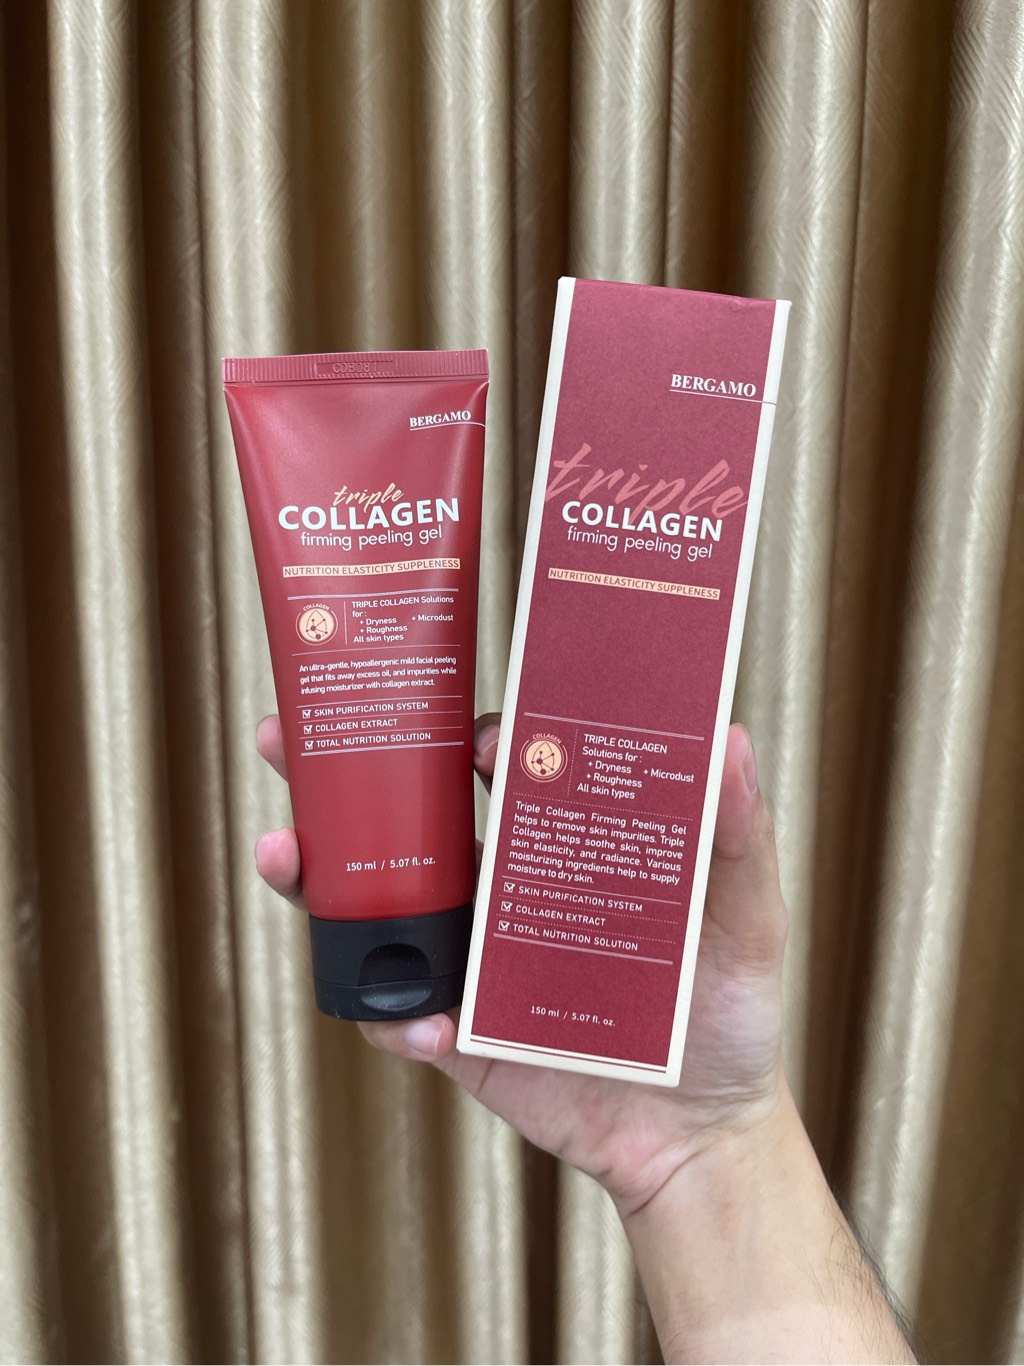 CDB087
BERGAMO
triple
COLLAGEN
firming peeling gel
NUTRITION ELASTICITY SUPPLENESS
COLLAGEN
TRIPLE COLLAGEN Solutions
for :
+ Dryness + Microdust
+ Roughness
All skin types
An ultra-gentle, hypoallergenic mild facial peeling
gel that fits away excess oil, and impurities while
infusing moisturizer with collagen extract.
SKIN PURIFICATION SYSTEM
COLLAGEN EXTRACT
TOTAL NUTRITION SOLUTION
150 ml / 5.07 fl. oz.
BERGAMO
triple
COLLAGEN
firming peeling gel
NUTRITION ELASTICITY SUPPLENESS
COLLAGEN
TRIPLE COLLAGEN
Solutions for :
+ Dryness + Microdust
+ Roughness
All skin types
Triple Collagen Firming Peeling Gel
helps to remove skin impurities. Triple
Collagen helps soothe skin, improve
skin elasticity, and radiance. Various
moisturizing ingredients help to supply
moisture to dry skin.
SKIN PURIFICATION SYSTEM
COLLAGEN EXTRACT
TOTAL NUTRITION SOLUTION
150 ml / 5.07 fl. oz.